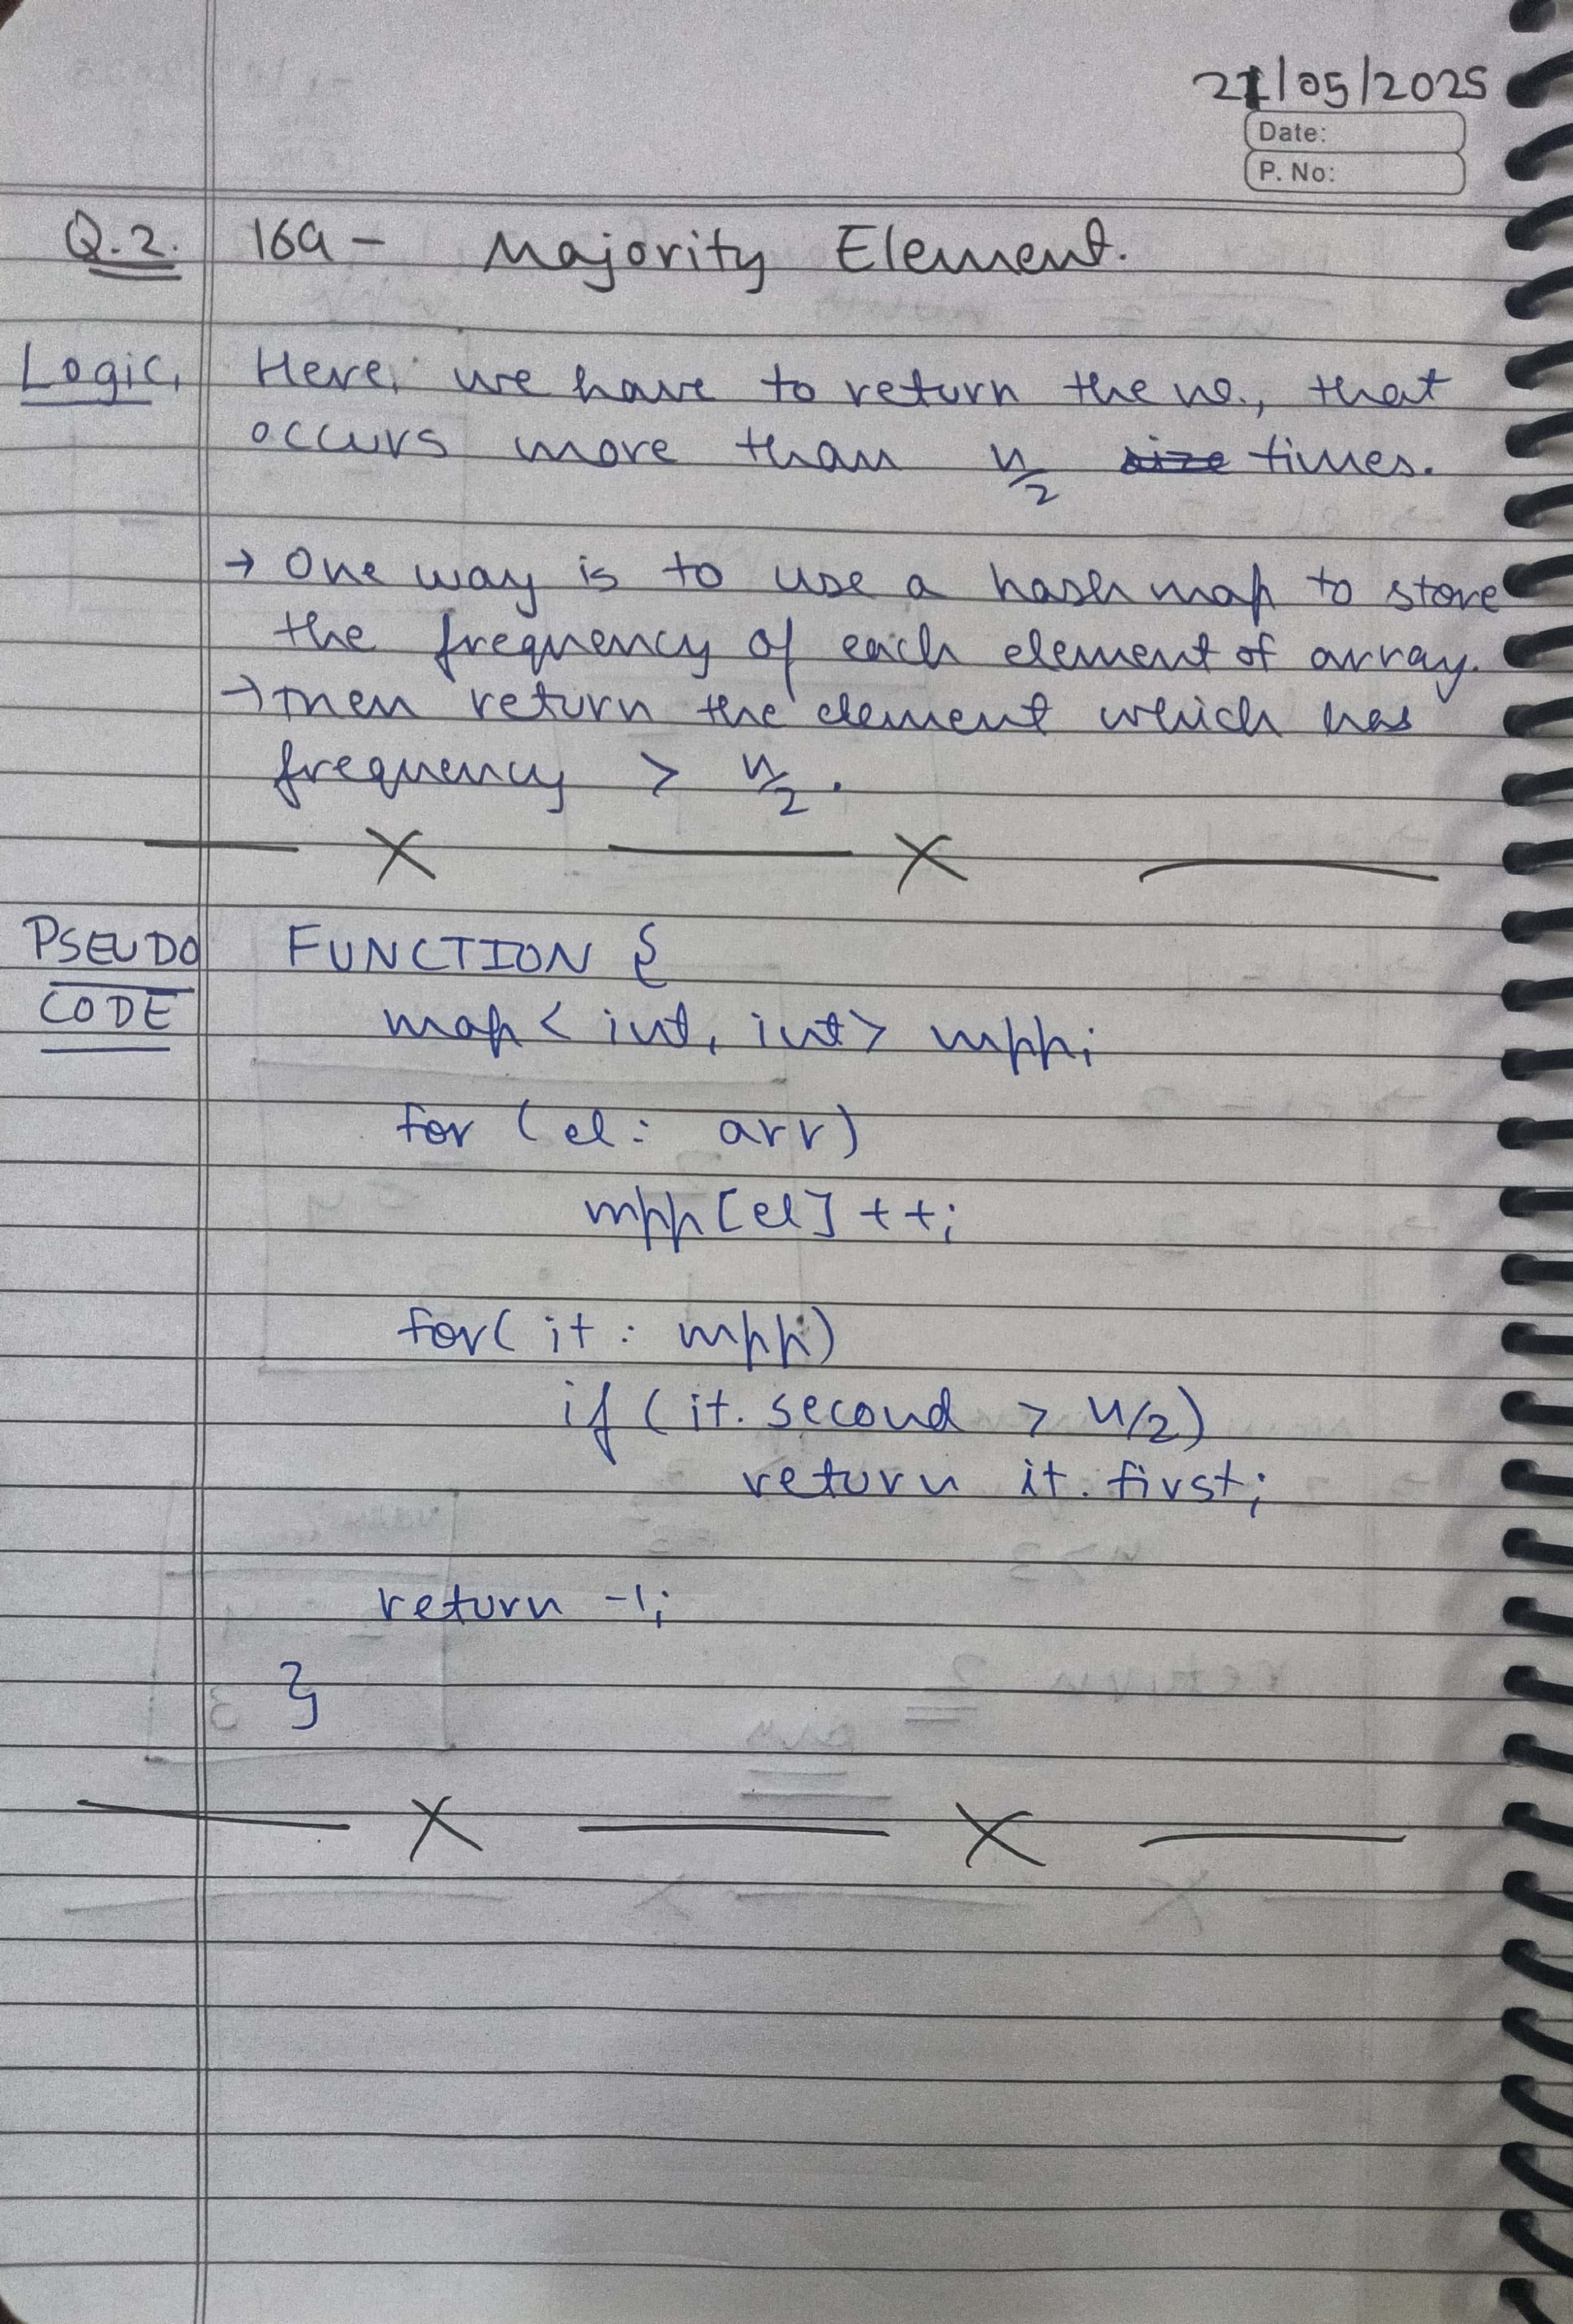 21/05/2025
Date:
P. No:
Q.2. 169 - Majority Element.
Logic, Here, we have to return the no., that
occurs more than n/2 size times.
→ One way is to use a hash map to store
the frequency of each element of array.
→ Then return the element which has
frequency > n/2.
— X — X —
PSEUDO FUNCTION {
CODE map < int, int > mpp;
for (el : arr)
mpp[el]++;
for( it : mpp)
if (it.second > n/2)
return it.first;
return -1;
}
— X — X —